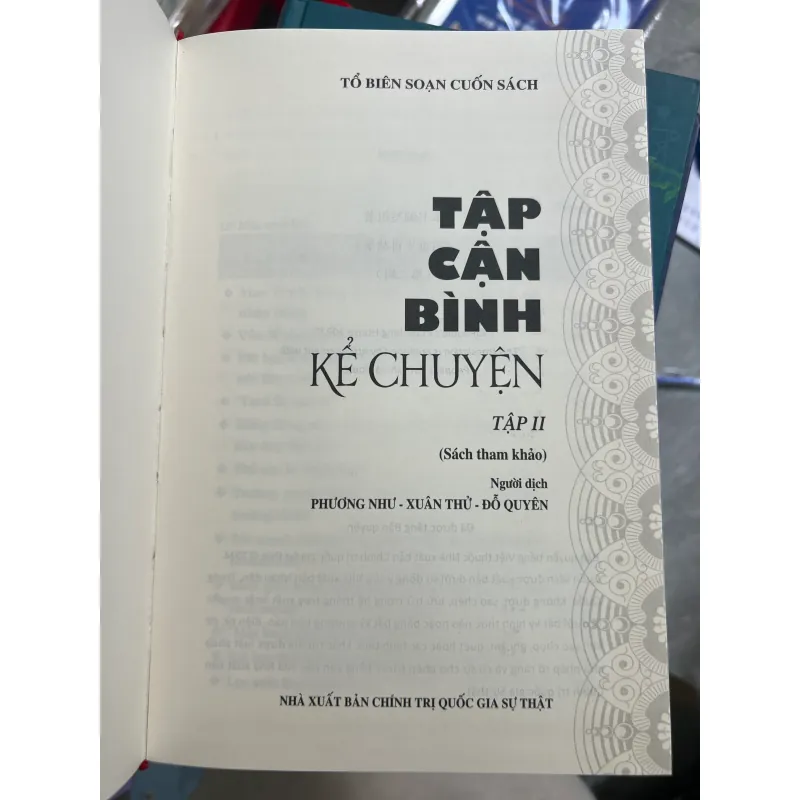 TỔ BIÊN SOẠN CUỐN SÁCH
TẬP
CẬN
BÌNH
KỂ CHUYỆN
TẬP II
(Sách tham khảo)
Người dịch
PHƯƠNG NHƯ - XUÂN THỬ - ĐỖ QUYÊN
NHÀ XUẤT BẢN CHÍNH TRỊ QUỐC GIA SỰ THẬT